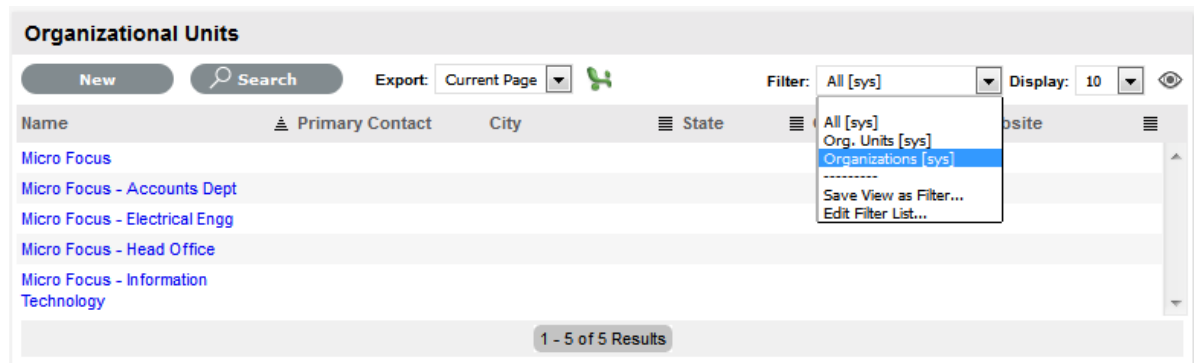 Organizational Units
New Search Export: Current Page Filter: All [sys] Display: 10
Name Primary Contact City State bsite
All [sys]
Org. Units [sys]
Organizations [sys]
---------
Save View as Filter...
Edit Filter List...
Micro Focus
Micro Focus - Accounts Dept
Micro Focus - Electrical Engg
Micro Focus - Head Office
Micro Focus - Information
Technology
1 - 5 of 5 Results